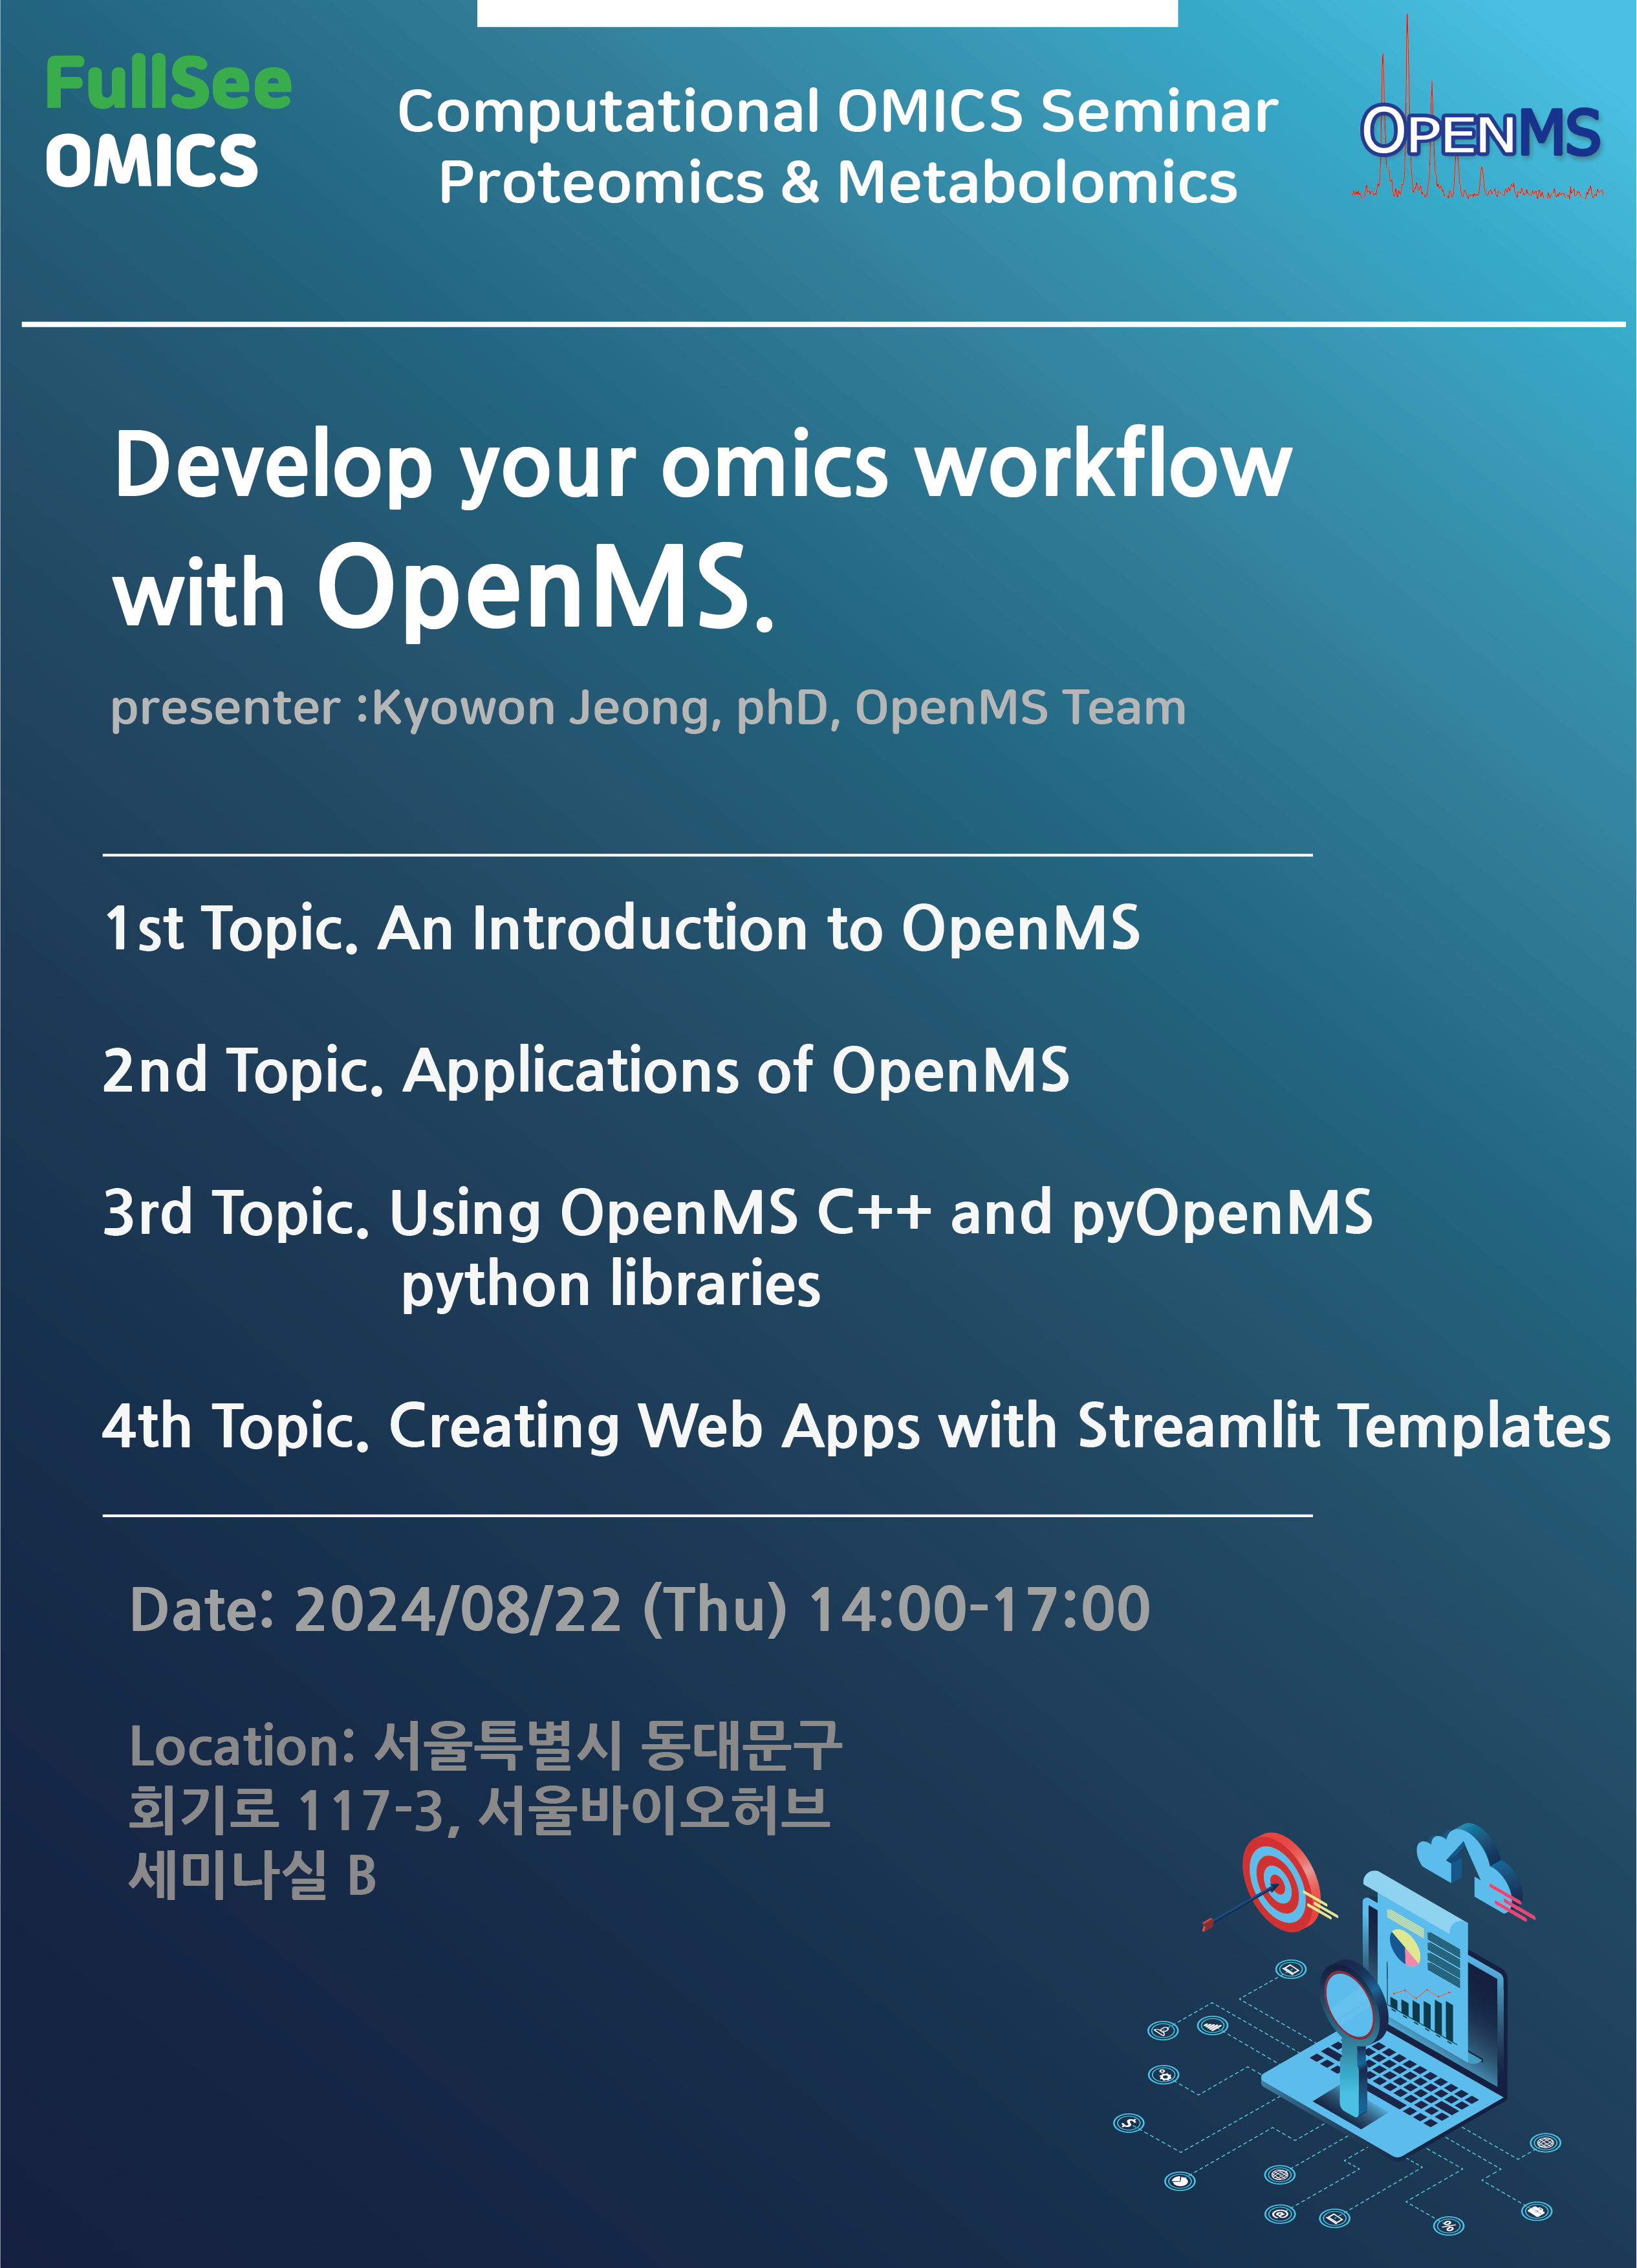 FullSee
OMICS
Computational OMICS Seminar
Proteomics & Metabolomics
OPENMS
Develop your omics workflow
with OpenMS.
presenter :Kyowon Jeong, phD, OpenMS Team
1st Topic. An Introduction to OpenMS
2nd Topic. Applications of OpenMS
3rd Topic. Using OpenMS C++ and pyOpenMS
python libraries
4th Topic. Creating Web Apps with Streamlit Templates
Date: 2024/08/22 (Thu) 14:00-17:00
Location: 서울특별시 동대문구
회기로 117-3, 서울바이오허브
세미나실 B